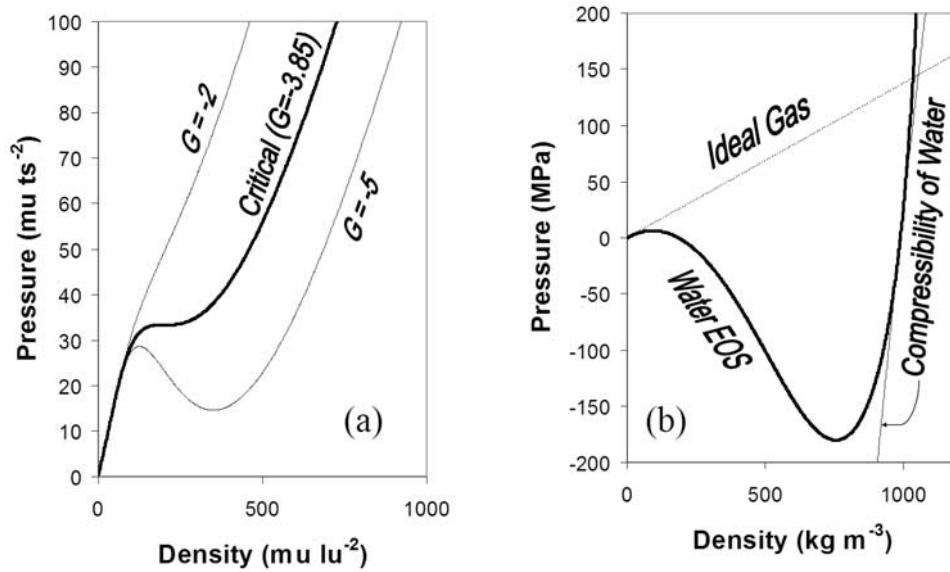 100
90
80
70
60
50
40
30
20
10
0
Pressure (mu ts⁻²)
G = -2
Critical (G=-3.85)
G = -5
(a)
0 500 1000
Density (mu lu⁻²)
200
150
100
50
0
-50
-100
-150
-200
Pressure (MPa)
Ideal Gas
Water EOS
Compressibility of Water
(b)
0 500 1000
Density (kg m⁻³)